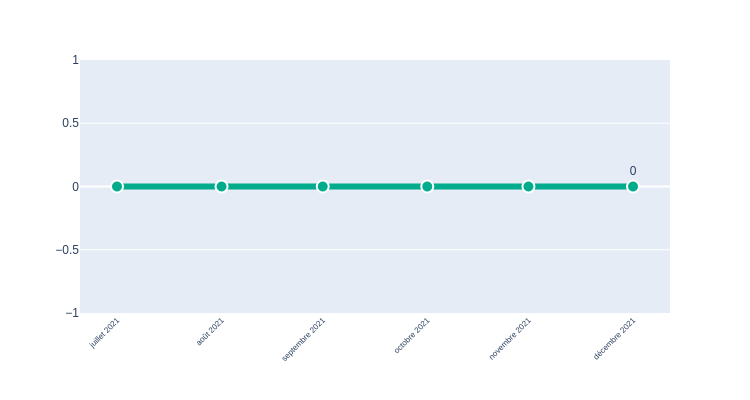 1
0.5
0
−0.5
−1
0
juillet 2021
août 2021
septembre 2021
octobre 2021
novembre 2021
décembre 2021